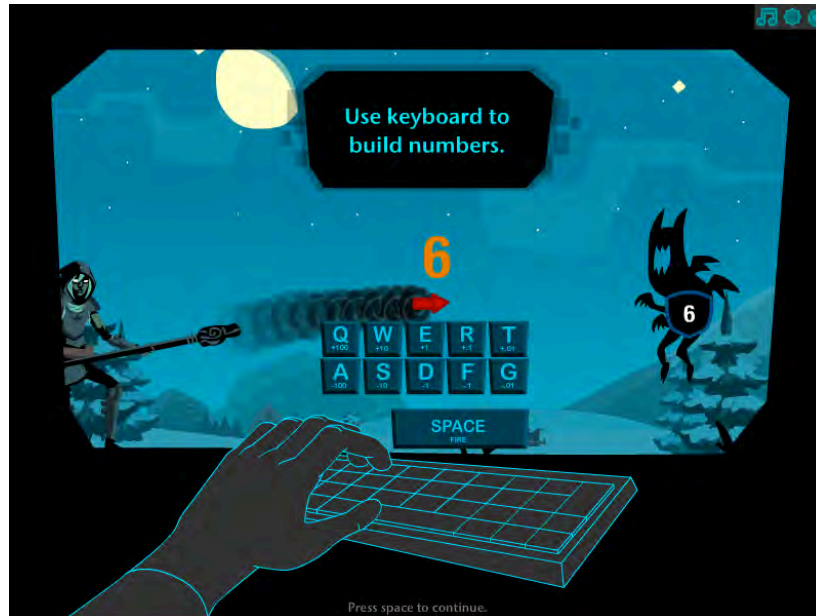 Use keyboard to
build numbers.
6
6
Q W E R T
+100 +10 +1 +.1 +.01
A S D F G
-100 -10 -1 -.1 -.01
SPACE
FIRE
Press space to continue.